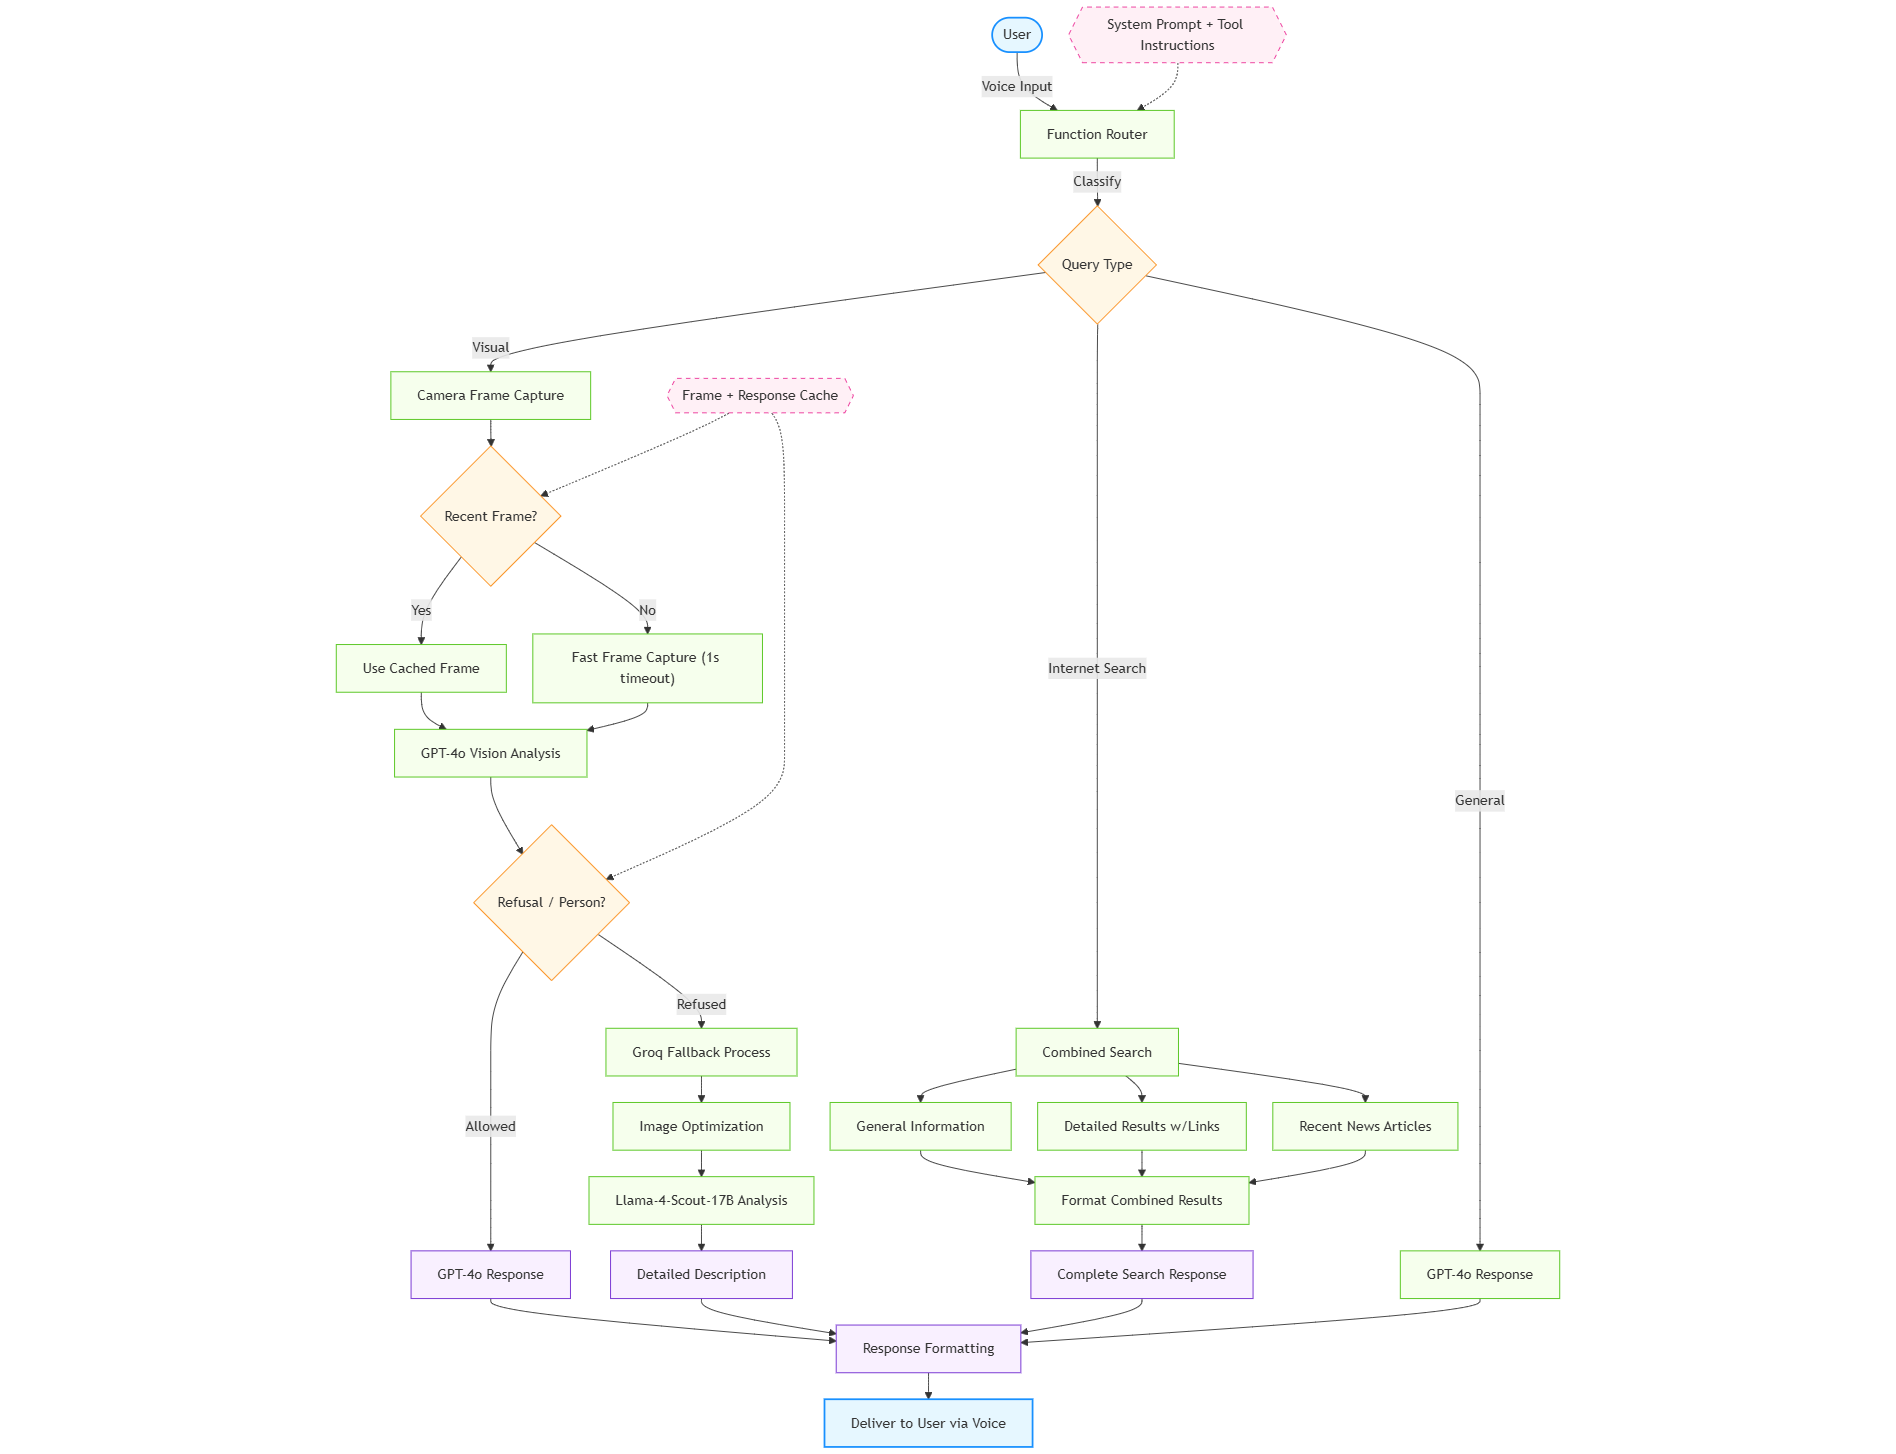 User
System Prompt + Tool
Instructions
Voice Input
Function Router
Classify
Query Type
Visual
Camera Frame Capture
Frame + Response Cache
Recent Frame?
Yes
No
Use Cached Frame
Fast Frame Capture (1s
timeout)
Internet Search
GPT-4o Vision Analysis
General
Refusal / Person?
Refused
Groq Fallback Process
Combined Search
Allowed
Image Optimization
General Information
Detailed Results w/Links
Recent News Articles
Llama-4-Scout-17B Analysis
Format Combined Results
GPT-4o Response
Detailed Description
Complete Search Response
GPT-4o Response
Response Formatting
Deliver to User via Voice